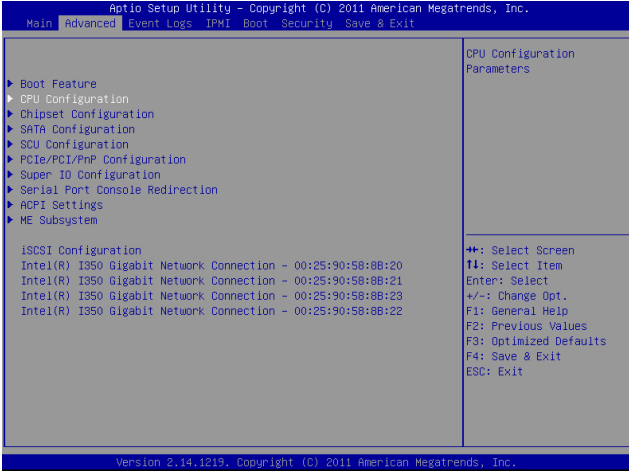 Aptio Setup Utility – Copyright (C) 2011 American Megatrends, Inc.
Main Advanced Event Logs IPMI Boot Security Save & Exit
Boot Feature
CPU Configuration
Chipset Configuration
SATA Configuration
SCU Configuration
PCIe/PCI/PnP Configuration
Super IO Configuration
Serial Port Console Redirection
ACPI Settings
ME Subsystem
iSCSI Configuration
Intel(R) I350 Gigabit Network Connection – 00:25:90:58:8B:20
Intel(R) I350 Gigabit Network Connection – 00:25:90:58:8B:21
Intel(R) I350 Gigabit Network Connection – 00:25:90:58:8B:23
Intel(R) I350 Gigabit Network Connection – 00:25:90:58:8B:22
CPU Configuration
Parameters
→←: Select Screen
↑↓: Select Item
Enter: Select
+/-: Change Opt.
F1: General Help
F2: Previous Values
F3: Optimized Defaults
F4: Save & Exit
ESC: Exit
Version 2.14.1219. Copyright (C) 2011 American Megatrends, Inc.